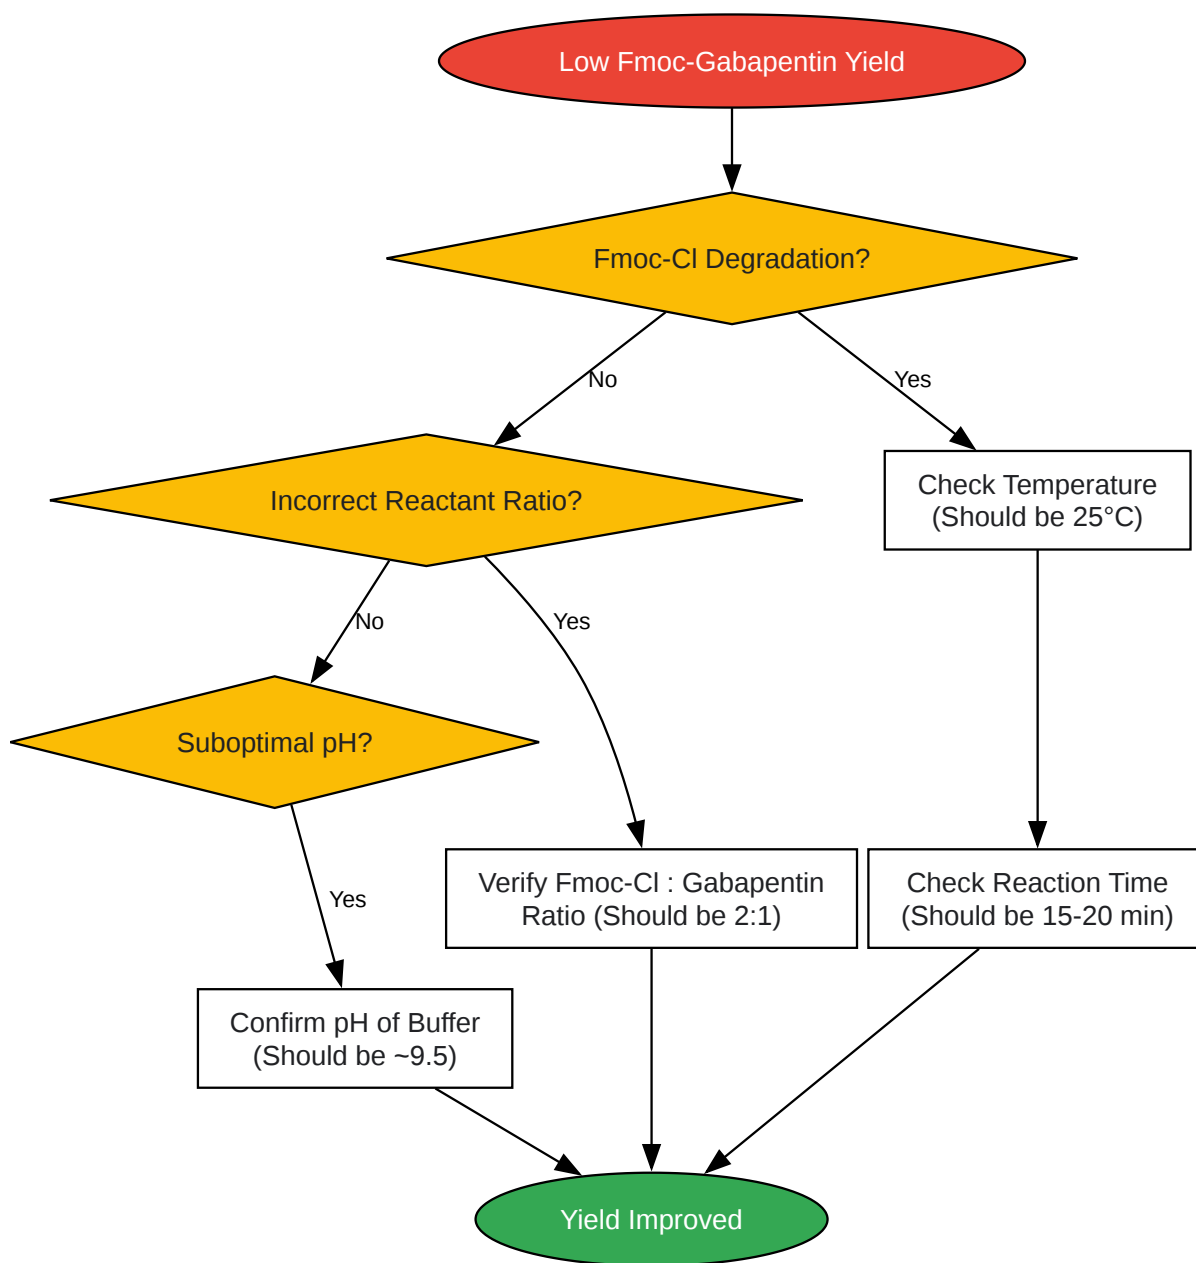 Low Fmoc-Gabapentin Yield
Fmoc-Cl Degradation?
No
Yes
Incorrect Reactant Ratio?
Check Temperature
(Should be 25°C)
No
Yes
Suboptimal pH?
Verify Fmoc-Cl : Gabapentin
Ratio (Should be 2:1)
Check Reaction Time
(Should be 15-20 min)
Yes
Confirm pH of Buffer
(Should be ~9.5)
Yield Improved